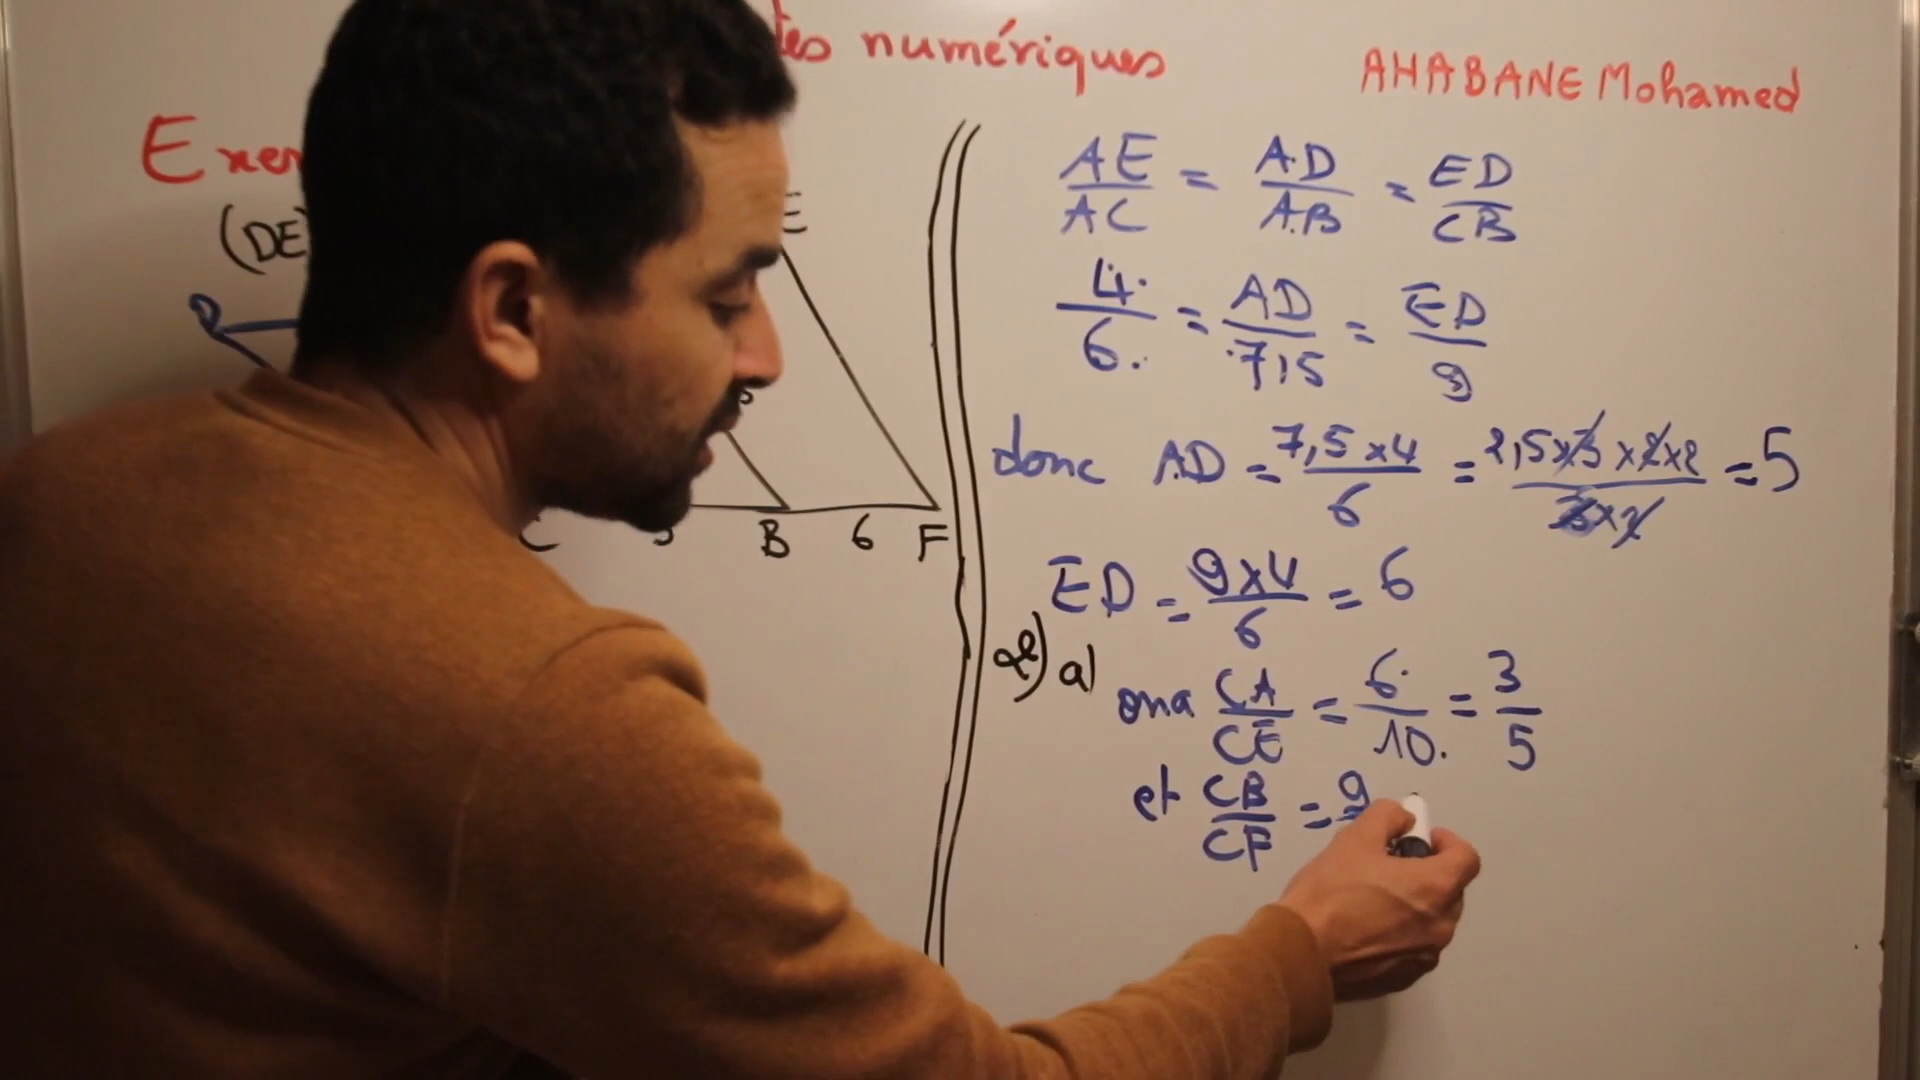 numériques
AHABANE Mohamed
(DE)
D
E
C
B 6 F
AE/AC = AD/AB = ED/CB
4/6 = AD/7,5 = ED/9
donc AD = 7,5 x 4/6 = 2,5 x 3 x 2 x 2/3 x 2 = 5
ED = 9 x 4/6 = 6
2) a) ona CA/CE = 6/10 = 3/5
et CB/CF = 9